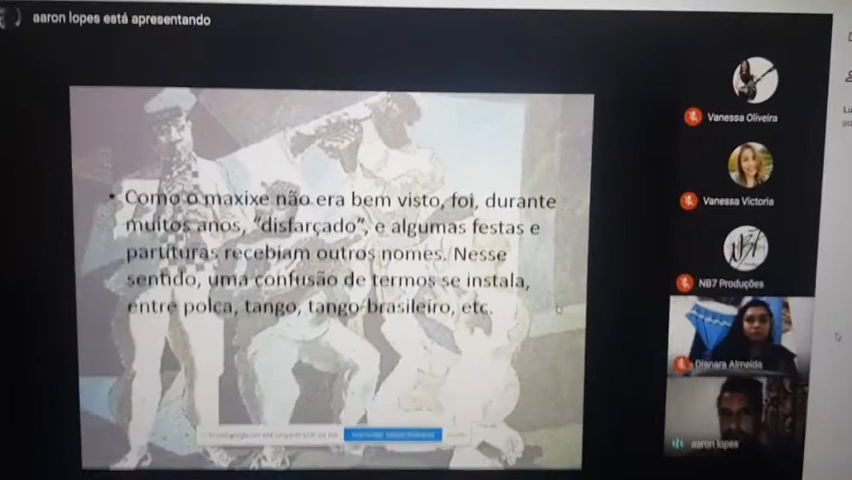 aaron lopes está apresentando
• Como o maxixe não era bem visto, foi, durante
muitos anos, “disfarçado”, e algumas festas e
partituras recebiam outros nomes. Nesse
sentido, uma confusão de termos se instala,
entre polca, tango, tango-brasileiro, etc.
Vanessa Oliveira
Vanessa Victoria
NB7 Produções
Dianara Almeida
aaron lopes